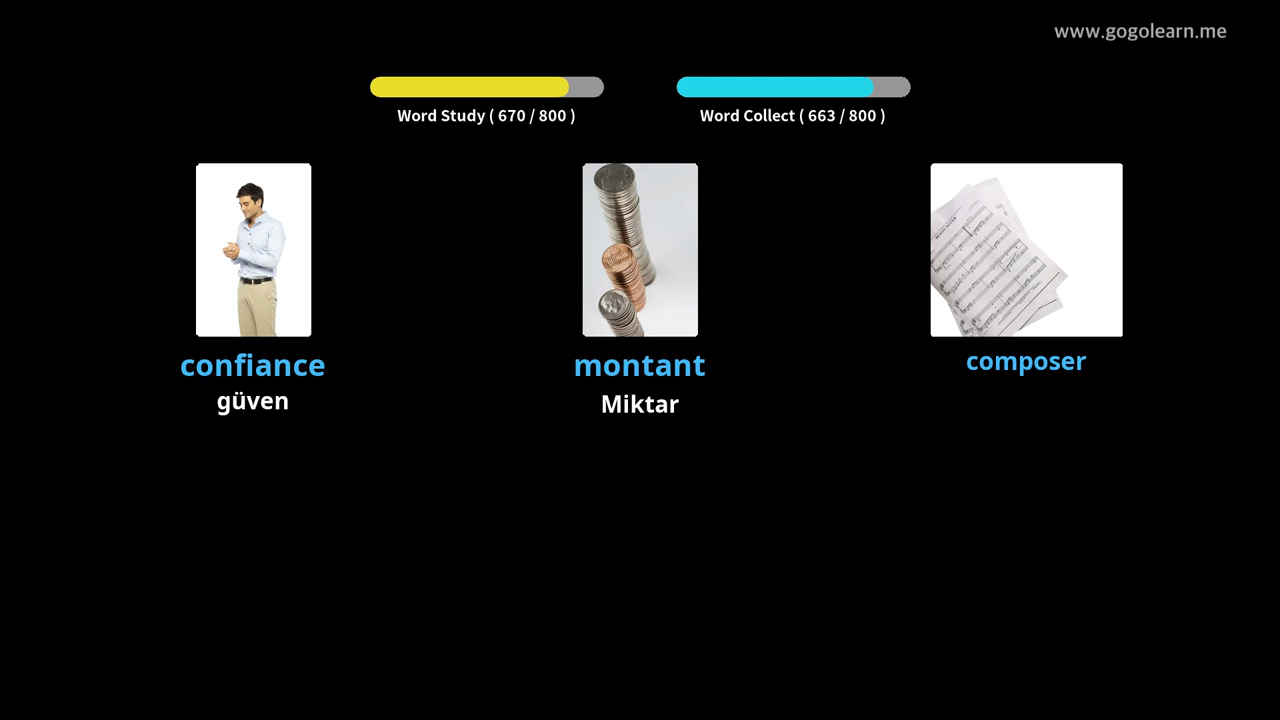 www.gogolearn.me
Word Study ( 670 / 800 )
Word Collect ( 663 / 800 )
confiance
güven
montant
Miktar
composer